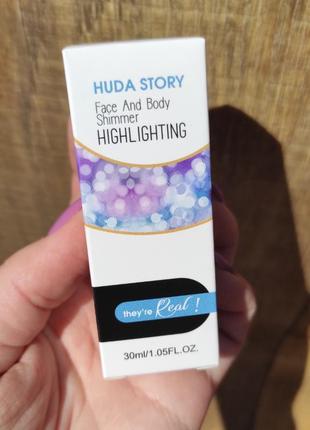 HUDA STORY
Face And Body
Shimmer
HIGHLIGHTING
they're Real!
30ml/1.05FL.OZ.